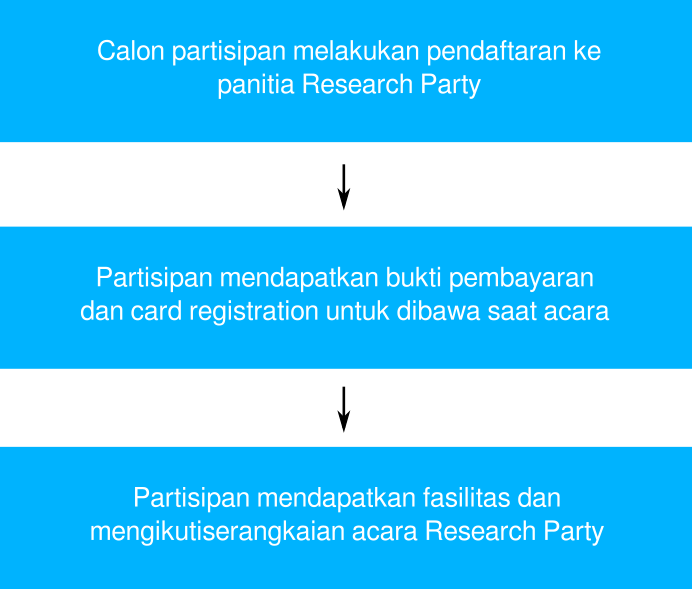 Calon partisipan melakukan pendaftaran ke
panitia Research Party
Partisipan mendapatkan bukti pembayaran
dan card registration untuk dibawa saat acara
Partisipan mendapatkan fasilitas dan
mengikutiserangkaian acara Research Party